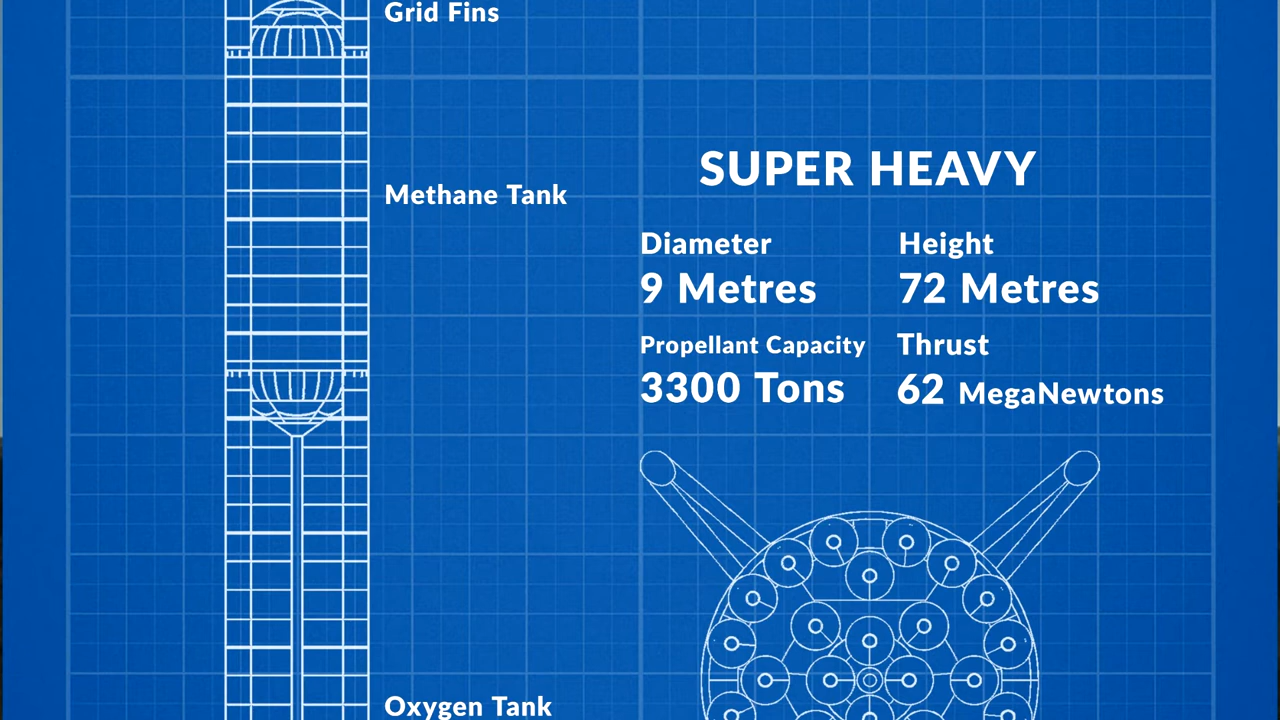 Grid Fins
Methane Tank
Oxygen Tank
SUPER HEAVY
Diameter
9 Metres
Height
72 Metres
Propellant Capacity
3300 Tons
Thrust
62 MegaNewtons